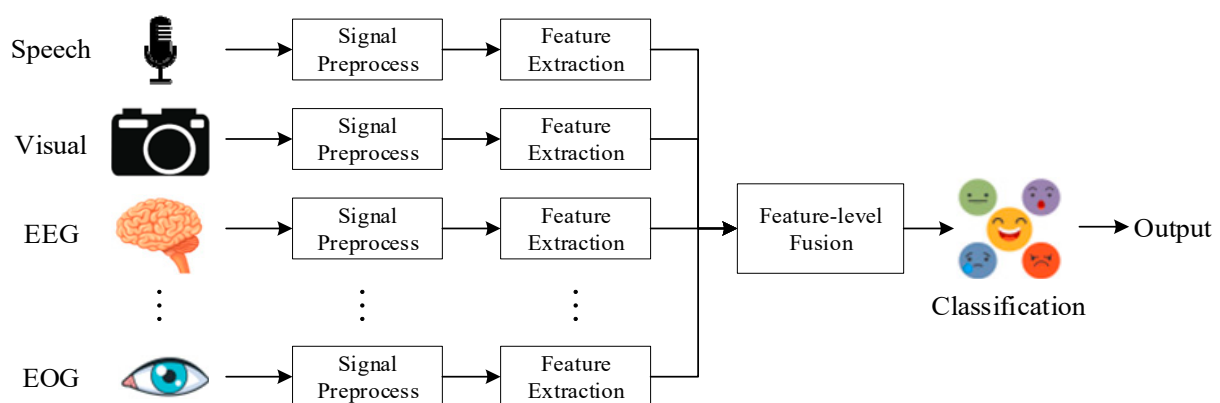 Speech
Signal
Preprocess
Feature
Extraction
Visual
Signal
Preprocess
Feature
Extraction
EEG
Signal
Preprocess
Feature
Extraction
Feature-level
Fusion
Output
Classification
EOG
Signal
Preprocess
Feature
Extraction